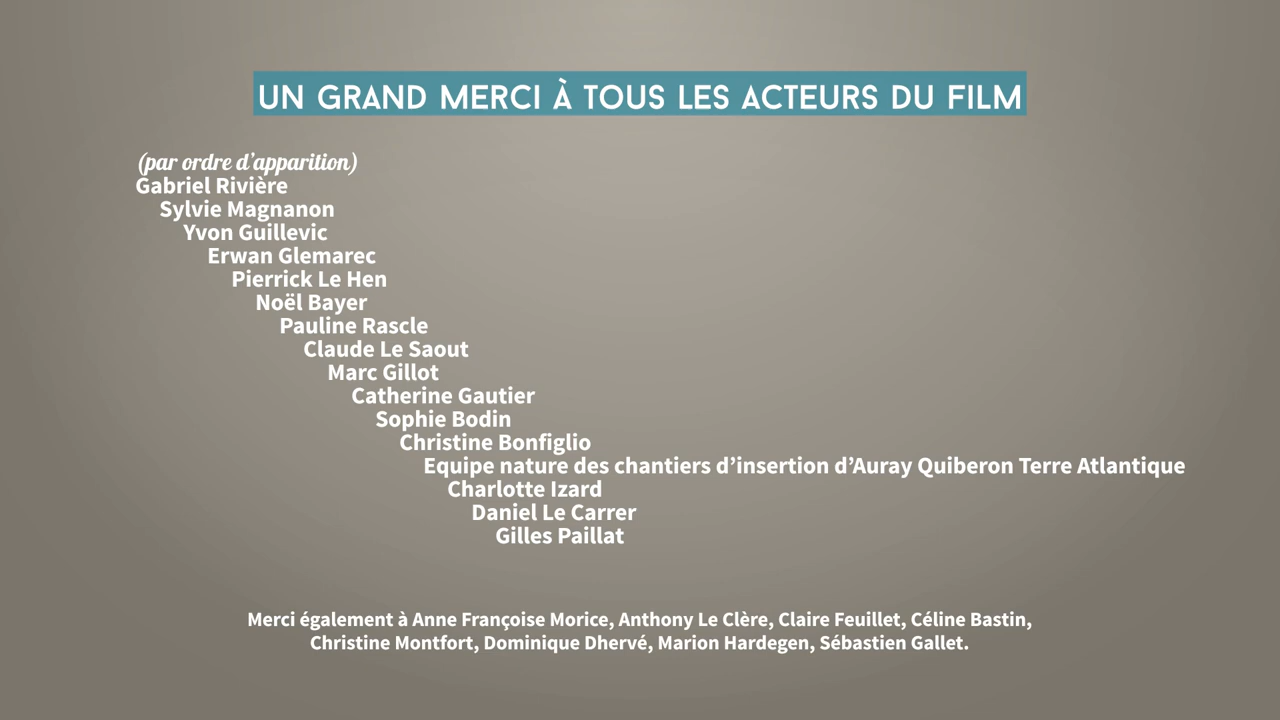 UN GRAND MERCI À TOUS LES ACTEURS DU FILM
(par ordre d’apparition)
Gabriel Rivière
Sylvie Magnanon
Yvon Guillevic
Erwan Glemarec
Pierrick Le Hen
Noël Bayer
Pauline Rascle
Claude Le Saout
Marc Gillot
Catherine Gautier
Sophie Bodin
Christine Bonfiglio
Equipe nature des chantiers d’insertion d’Auray Quiberon Terre Atlantique
Charlotte Izard
Daniel Le Carrer
Gilles Paillat
Merci également à Anne Françoise Morice, Anthony Le Clère, Claire Feuillet, Céline Bastin,
Christine Montfort, Dominique Dhervé, Marion Hardegen, Sébastien Gallet.